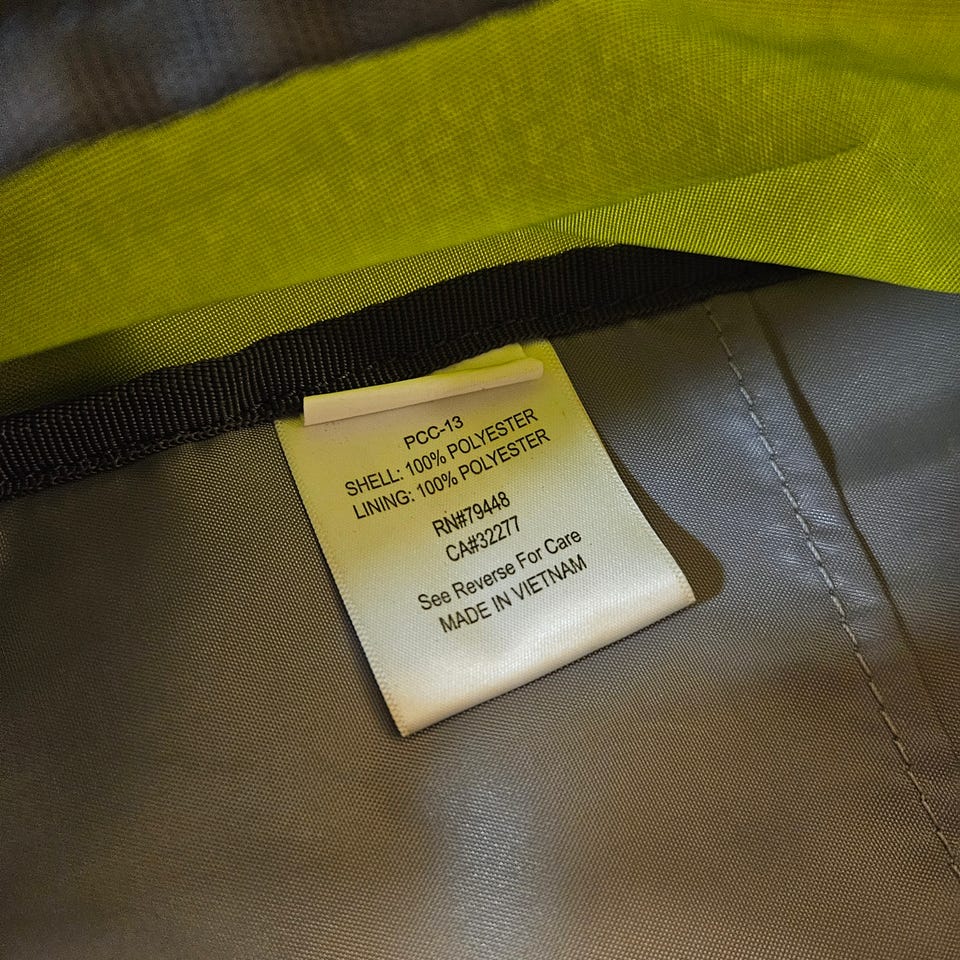 PCC-13
SHELL: 100% POLYESTER
LINING: 100% POLYESTER
RN#79448
CA#32277
See Reverse For Care
MADE IN VIETNAM